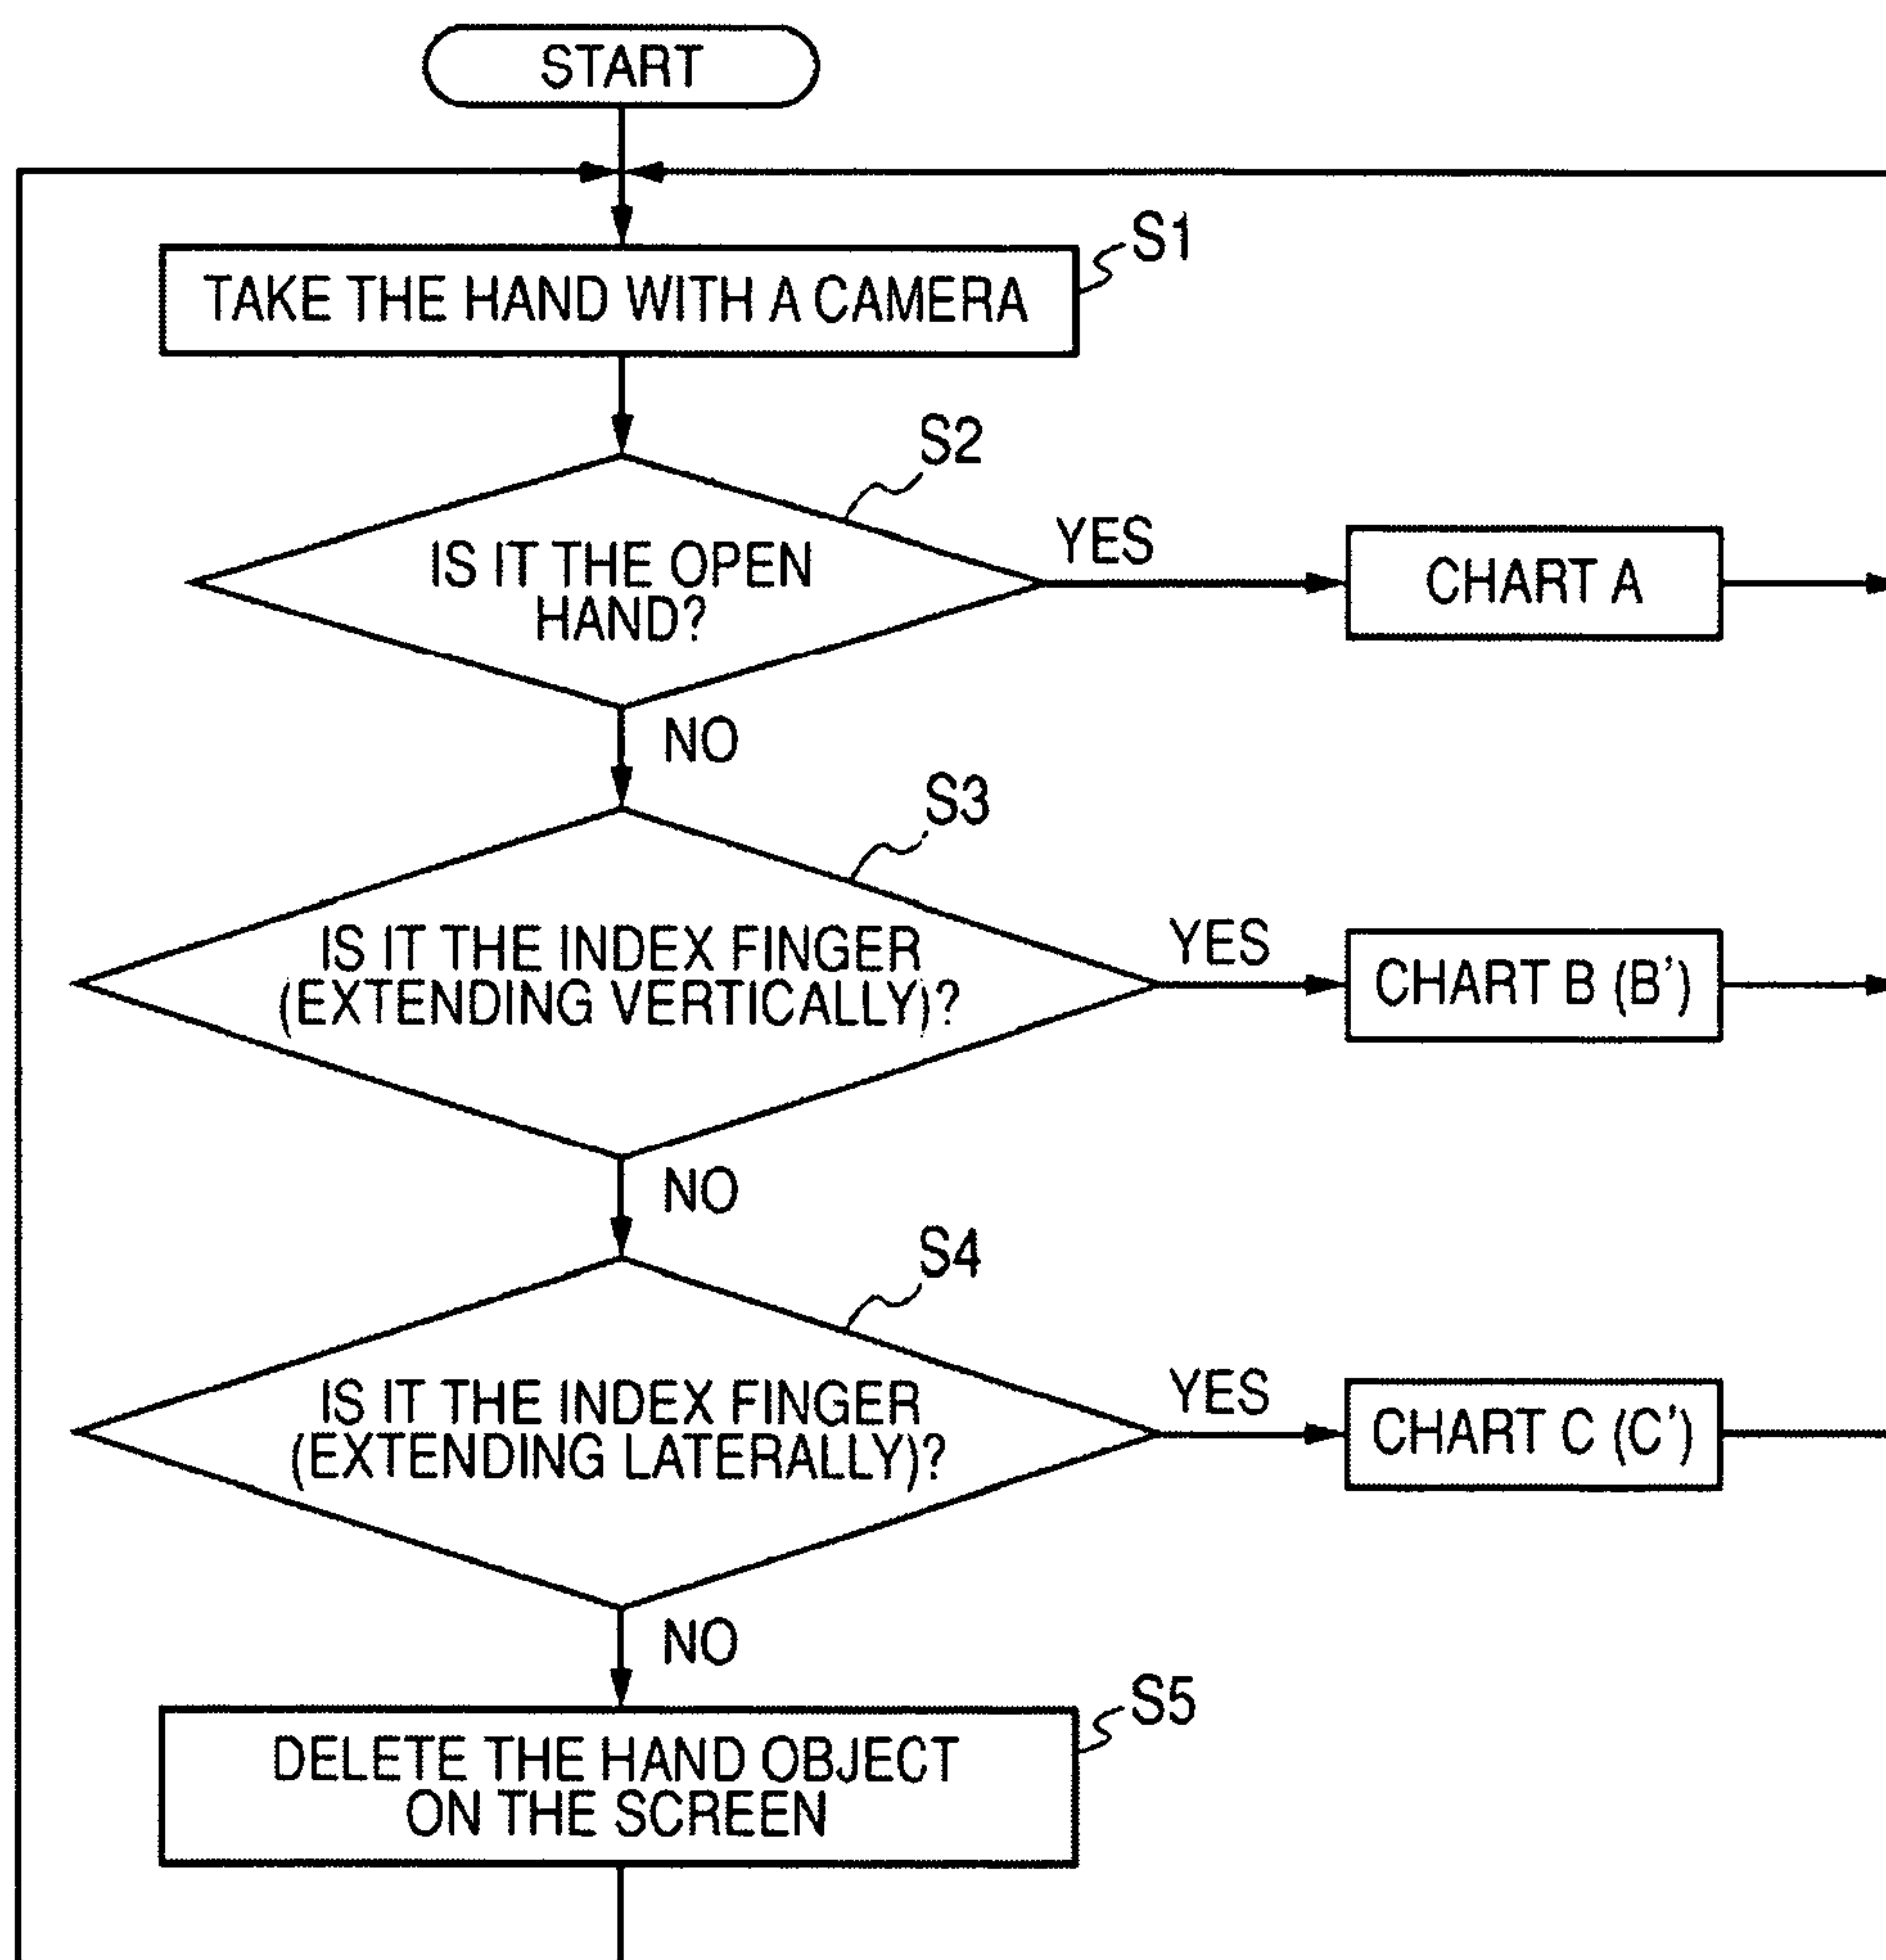 START
S1
TAKE THE HAND WITH A CAMERA
S2
IS IT THE OPEN
HAND?
YES
CHART A
NO
S3
IS IT THE INDEX FINGER
(EXTENDING VERTICALLY)?
YES
CHART B (B')
NO
S4
IS IT THE INDEX FINGER
(EXTENDING LATERALLY)?
YES
CHART C (C')
NO
S5
DELETE THE HAND OBJECT
ON THE SCREEN